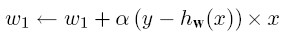 w₁ ← w₁ + α (y − h_𝐰(x)) × x